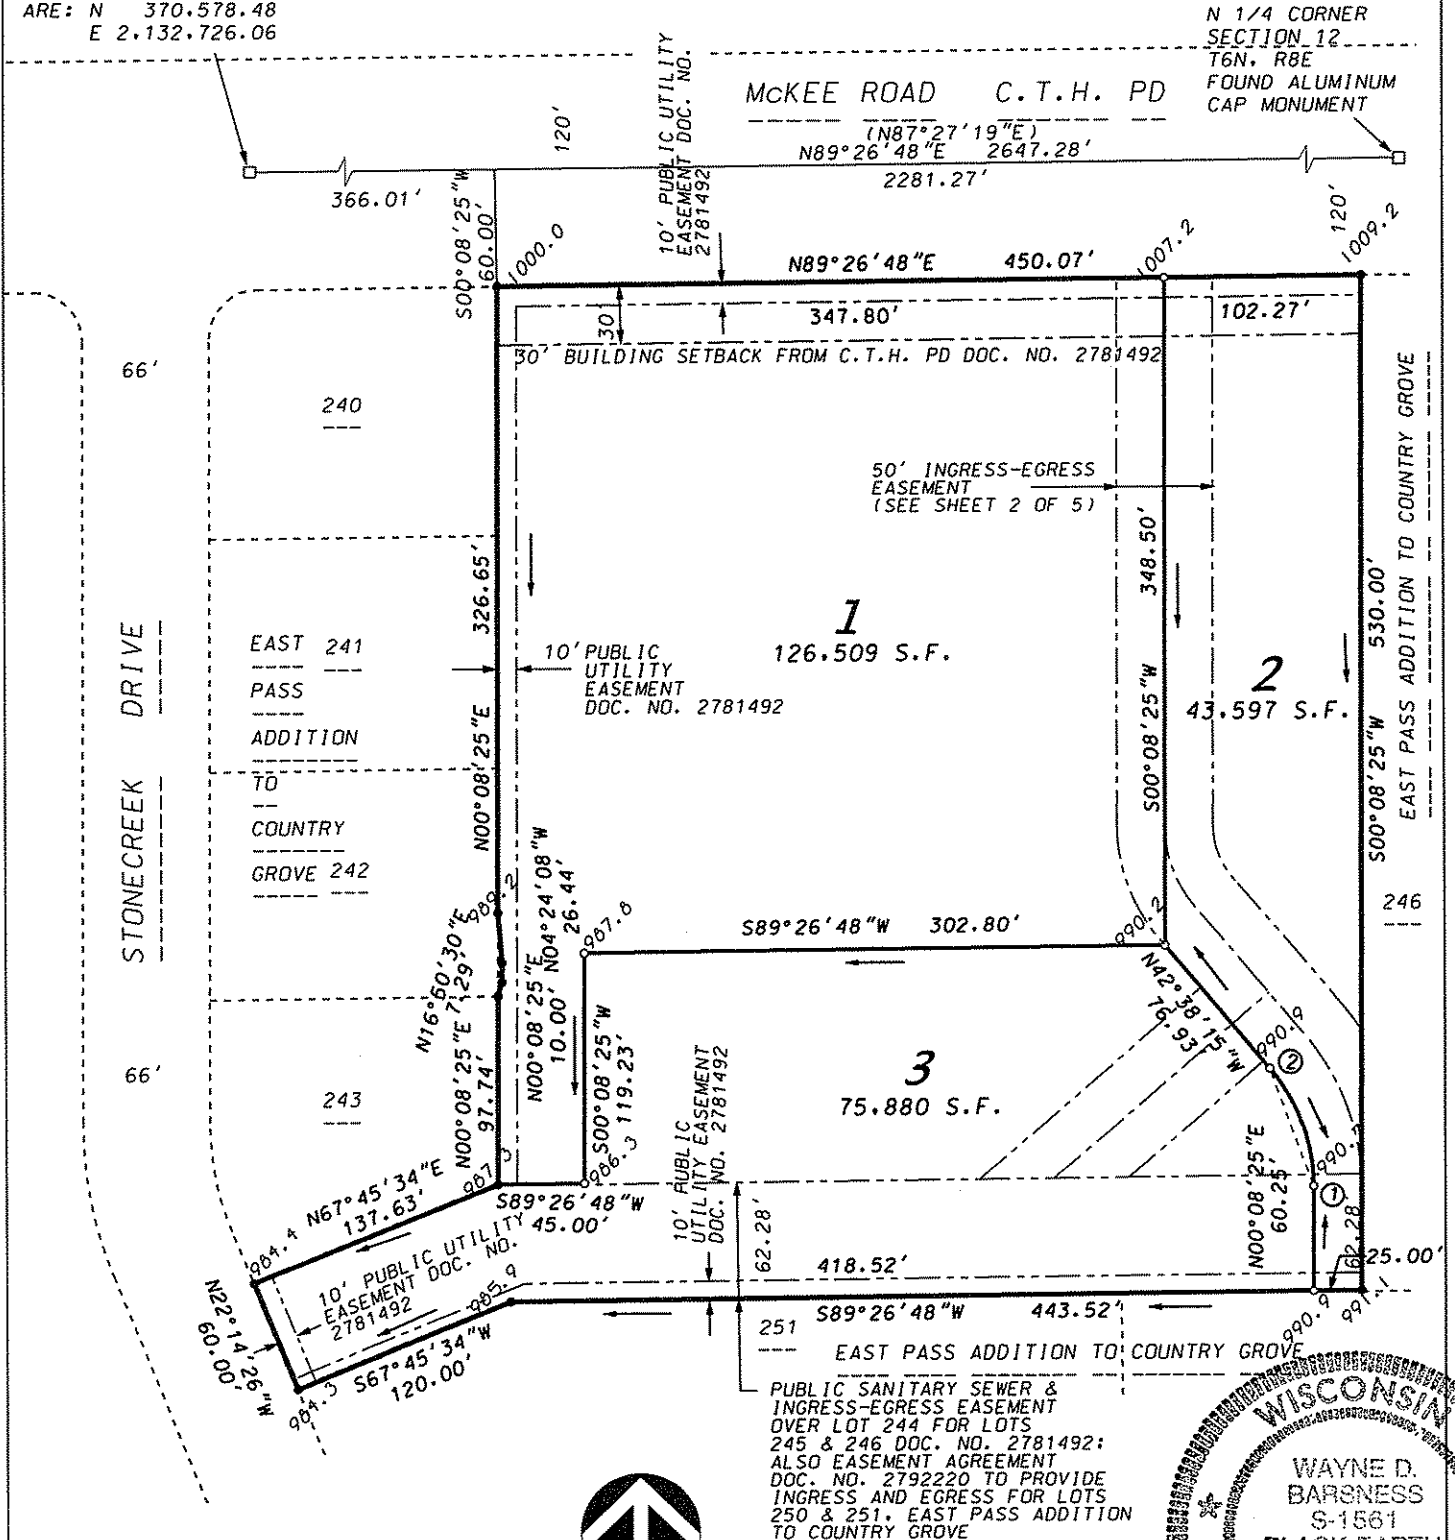 ARE: N 370.578.48
E 2.132.726.06
N 1/4 CORNER
SECTION 12
T6N, R8E
FOUND ALUMINUM
CAP MONUMENT
McKEE ROAD C.T.H. PD
(N87°27'19"E)
N89°26'48"E 2647.28'
2281.27'
366.01'
120'
120'
10' PUBLIC UTILITY
EASEMENT DOC. NO.
2781492
S00°08'25"W
60.00'
1000.0
N89°26'48"E 450.07'
1007.2
1009.2
347.80'
102.27'
30'
30' BUILDING SETBACK FROM C.T.H. PD DOC. NO. 2781492
66'
240
50' INGRESS-EGRESS
EASEMENT
(SEE SHEET 2 OF 5)
EAST PASS ADDITION TO COUNTRY GROVE
STONECREEK DRIVE
EAST 241
PASS
ADDITION
TO
COUNTRY
GROVE 242
N00°08'25"E 326.65'
10' PUBLIC
UTILITY
EASEMENT
DOC. NO. 2781492
1
126.509 S.F.
S00°08'25"W 348.50'
2
43.597 S.F.
S00°08'25"W 530.00'
246
989.2
N16°50'30"E
7.29'
N04°24'08"W
26.44'
N00°08'25"E
10.00'
987.8
S89°26'48"W 302.80'
990.2
N42°38'15"W
76.93'
990.9
2
S00°08'25"W
119.23'
N00°08'25"E
97.74'
66'
243
3
75.880 S.F.
10' PUBLIC
UTILITY EASEMENT
DOC. NO. 2781492
N00°08'25"E
60.25'
1
987.3
986.3
S89°26'48"W
45.00'
N67°45'34"E
137.63'
984.4
10' PUBLIC UTILITY
EASEMENT DOC. NO.
2781492
985.9
62.28'
62.28'
418.52'
25.00'
S89°26'48"W 443.52'
990.9
N22°14'26"W
60.00'
984.3
S67°45'34"W
120.00'
251
EAST PASS ADDITION TO COUNTRY GROVE
PUBLIC SANITARY SEWER &
INGRESS-EGRESS EASEMENT
OVER LOT 244 FOR LOTS
245 & 246 DOC. NO. 2781492;
ALSO EASEMENT AGREEMENT
DOC. NO. 2792220 TO PROVIDE
INGRESS AND EGRESS FOR LOTS
250 & 251, EAST PASS ADDITION
TO COUNTRY GROVE
WISCONSIN
WAYNE D.
BARSNESS
S-1561